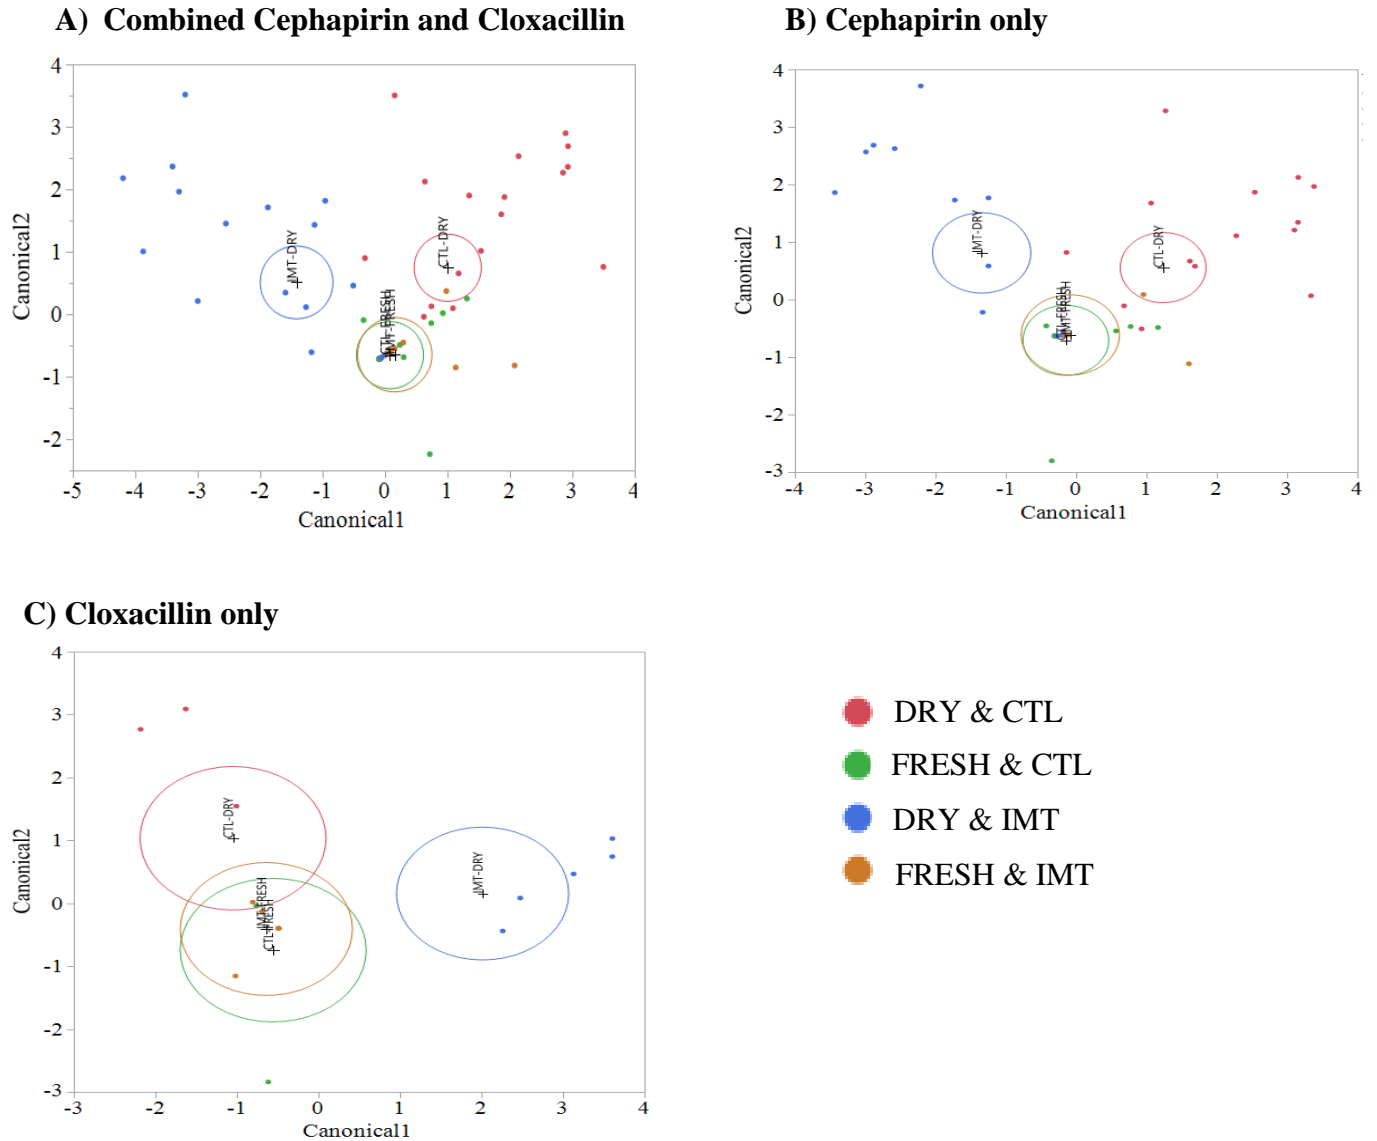 A) Combined Cephapirin and Cloxacillin
4
3
2
1
0
-1
-2
-5
-4
-3
-2
-1
0
1
2
3
4
Canonical2
Canonical1
IMT-DRY
CTL-DRY
CTL-FRESH
IMT-FRESH
B) Cephapirin only
4
3
2
1
0
-1
-2
-3
-4
-3
-2
-1
0
1
2
3
4
Canonical2
Canonical1
IMT-DRY
CTL-DRY
CTL-FRESH
IMT-FRESH
C) Cloxacillin only
4
3
2
1
0
-1
-2
-3
-3
-2
-1
0
1
2
3
4
Canonical2
Canonical1
CTL-DRY
IMT-DRY
IMT-FRESH
CTL-FRESH
DRY & CTL
FRESH & CTL
DRY & IMT
FRESH & IMT